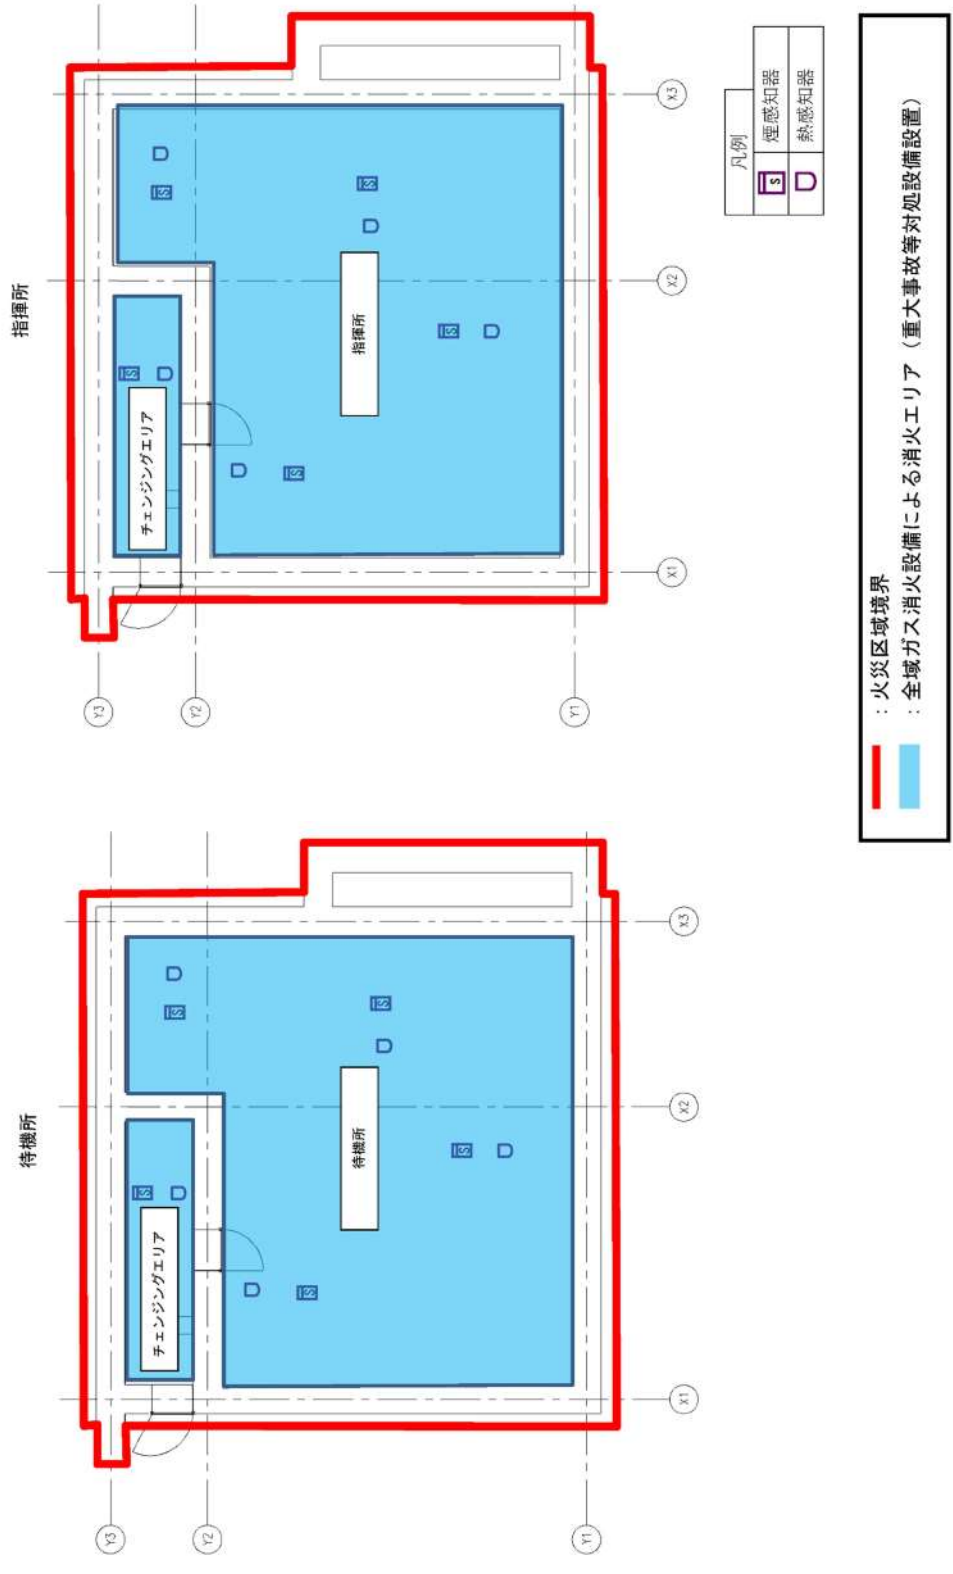 待機所
チェンジングエリア
待機所
Y3
Y2
Y1
X1
X2
X3
指揮所
チェンジングエリア
指揮所
Y3
Y2
Y1
X1
X2
X3
S
S
S
S
S
S
S
S
凡例
S 煙感知器
熱感知器
：火災区域境界
：全域ガス消火設備による消火エリア（重大事故等対処設備設置）